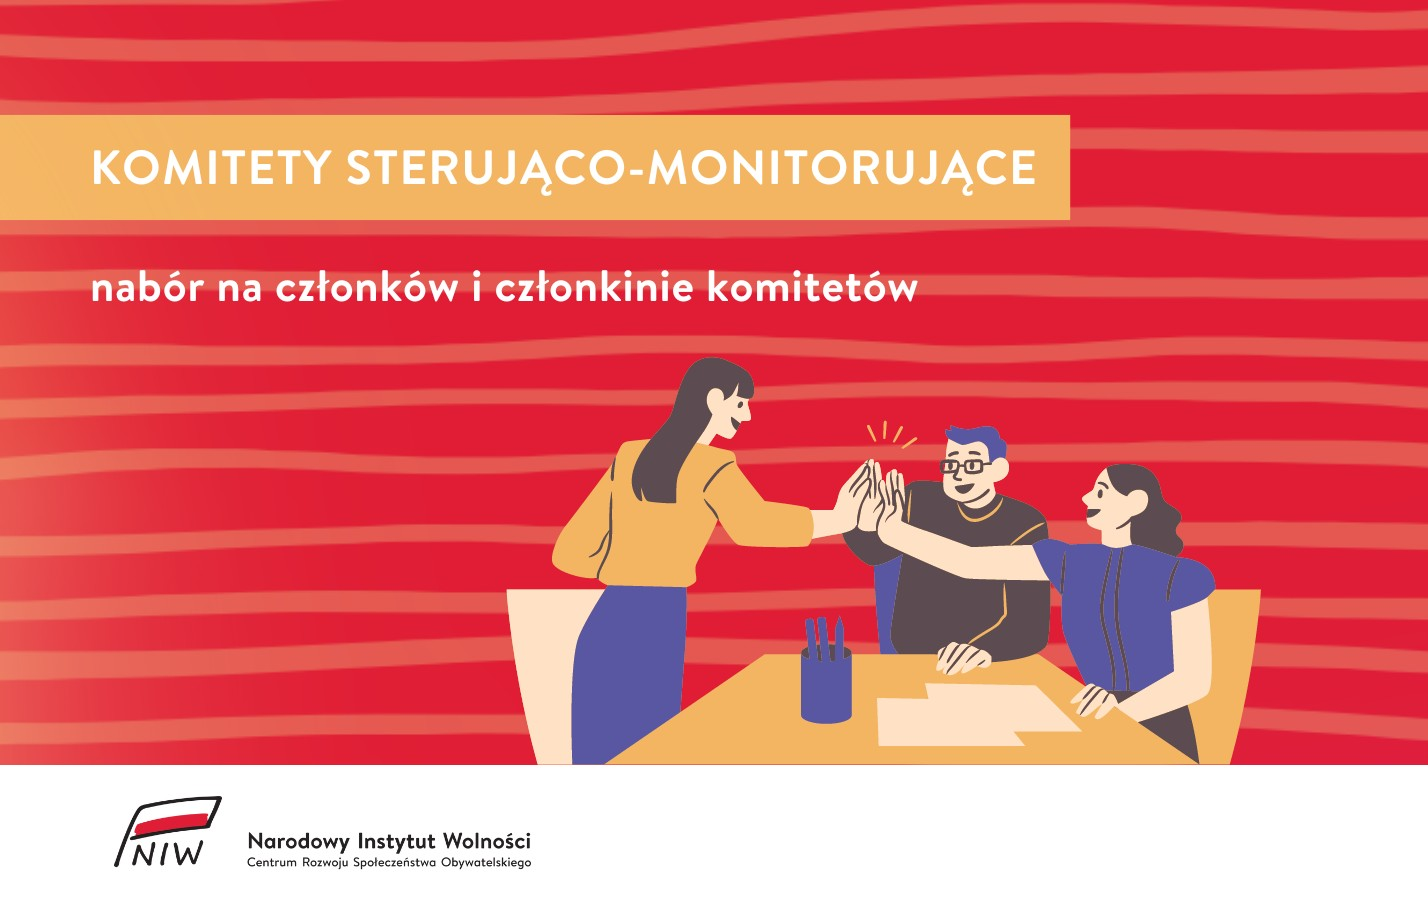 KOMITETY STERUJĄCO-MONITORUJĄCE
nabór na członków i członkinie komitetów
NIW
Narodowy Instytut Wolności
Centrum Rozwoju Społeczeństwa Obywatelskiego